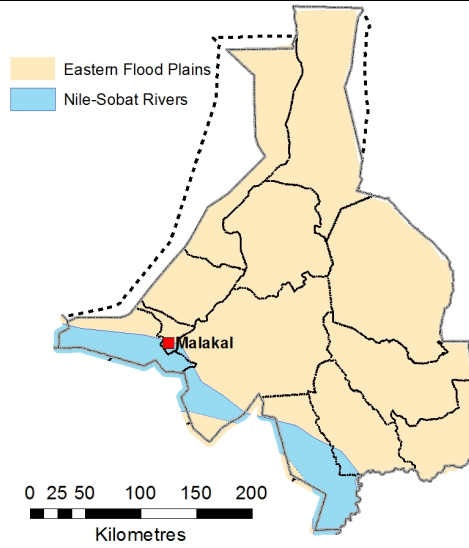 Eastern Flood Plains
Nile-Sobat Rivers
Malakal
0 25 50 100 150 200
Kilometres